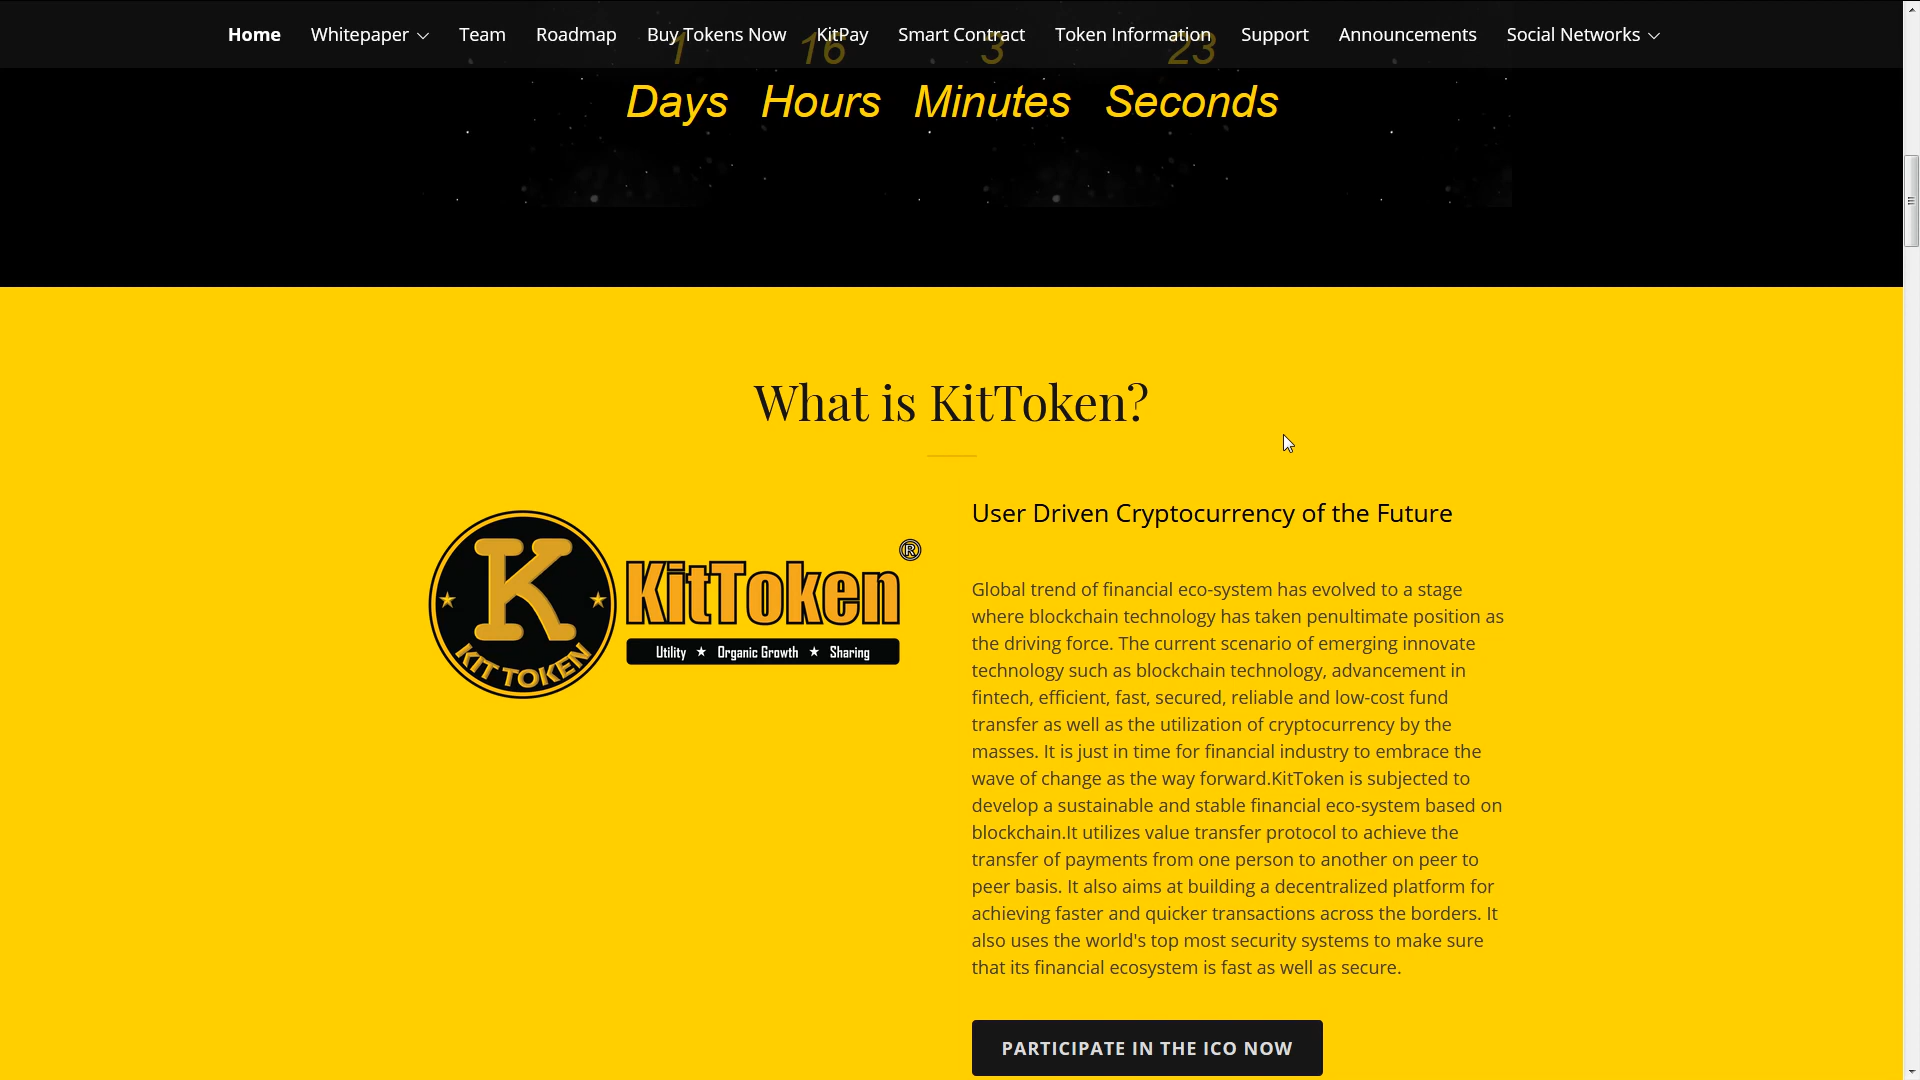 Home Whitepaper Team Roadmap Buy Tokens Now KitPay Smart Contract Token Information Support Announcements Social Networks
1 16 3 23
Days Hours Minutes Seconds
What is KitToken?
User Driven Cryptocurrency of the Future
K
KIT TOKEN
KitToken ®
Utility ★ Organic Growth ★ Sharing
Global trend of financial eco-system has evolved to a stage
where blockchain technology has taken penultimate position as
the driving force. The current scenario of emerging innovate
technology such as blockchain technology, advancement in
fintech, efficient, fast, secured, reliable and low-cost fund
transfer as well as the utilization of cryptocurrency by the
masses. It is just in time for financial industry to embrace the
wave of change as the way forward.KitToken is subjected to
develop a sustainable and stable financial eco-system based on
blockchain.It utilizes value transfer protocol to achieve the
transfer of payments from one person to another on peer to
peer basis. It also aims at building a decentralized platform for
achieving faster and quicker transactions across the borders. It
also uses the world's top most security systems to make sure
that its financial ecosystem is fast as well as secure.
PARTICIPATE IN THE ICO NOW